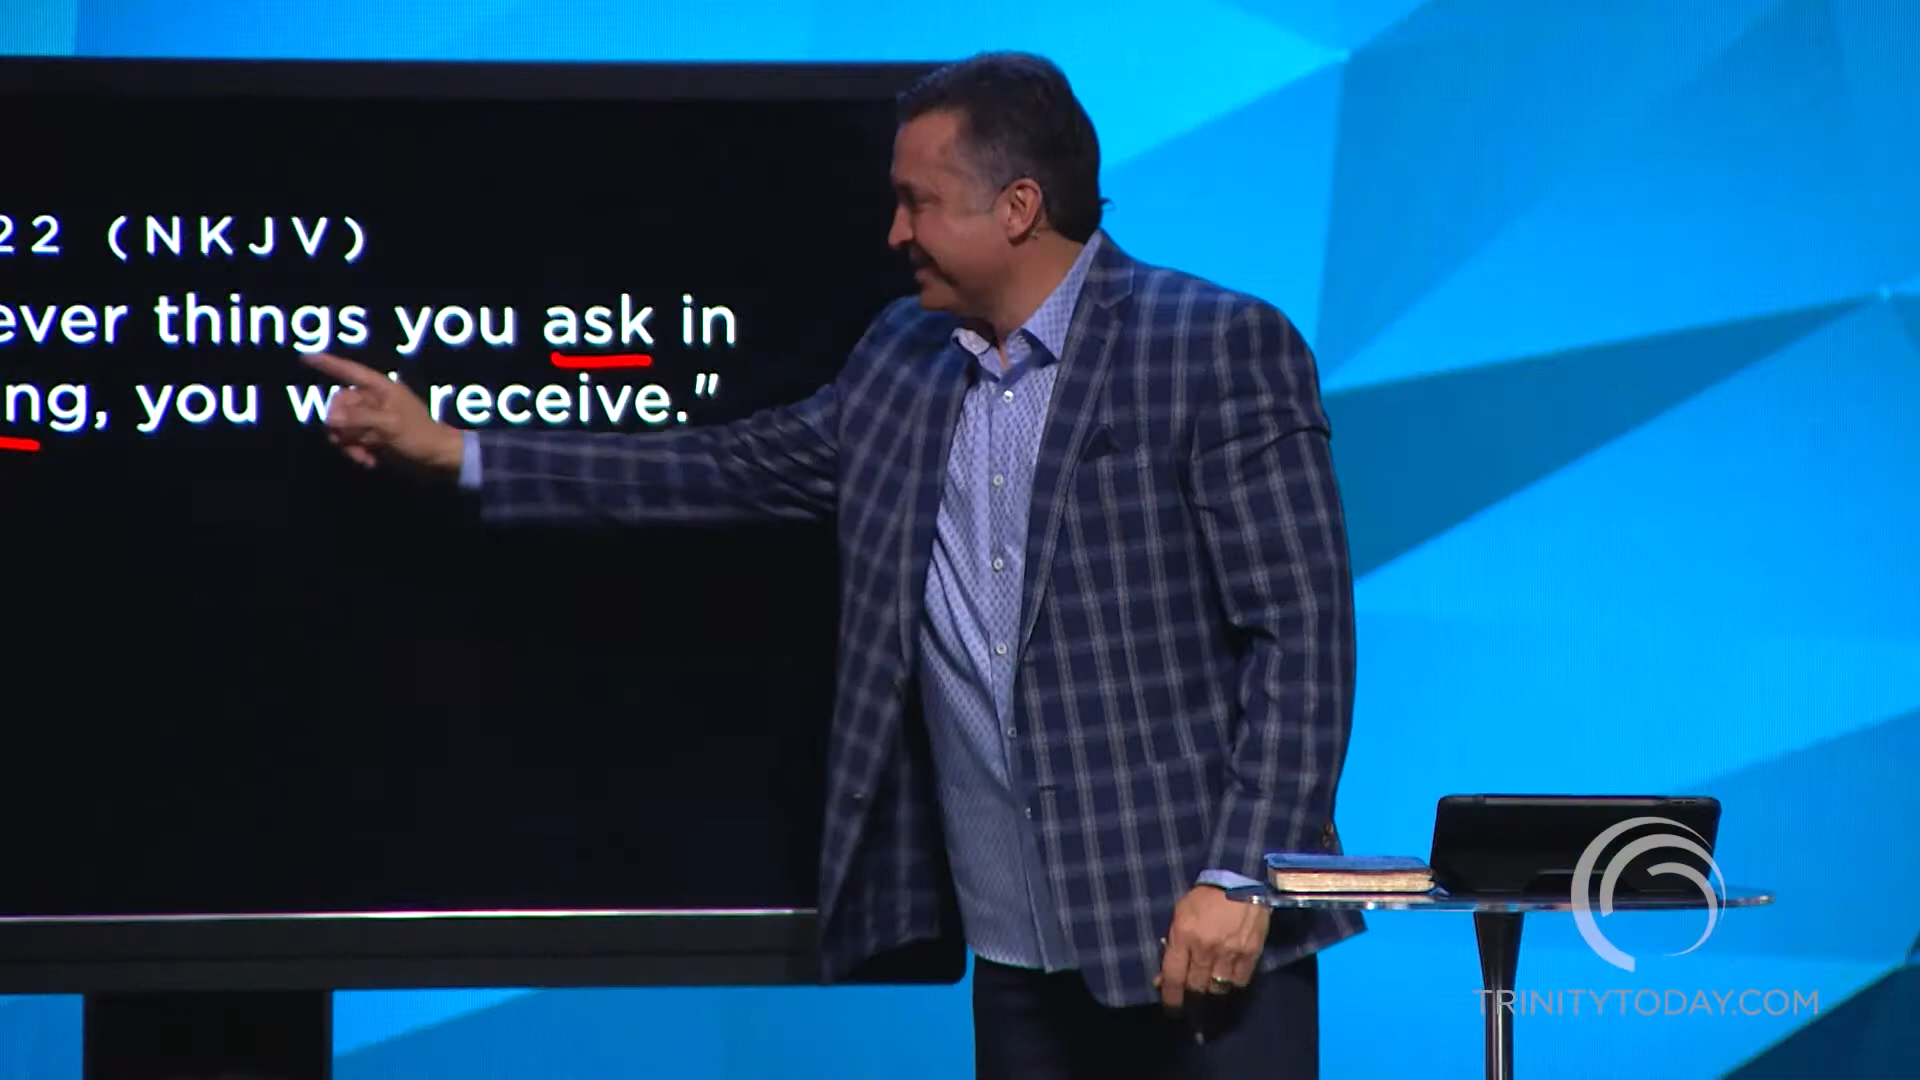 22 (NKJV)
ever things you ask in
ng, you receive."
TRINITYTODAY.COM